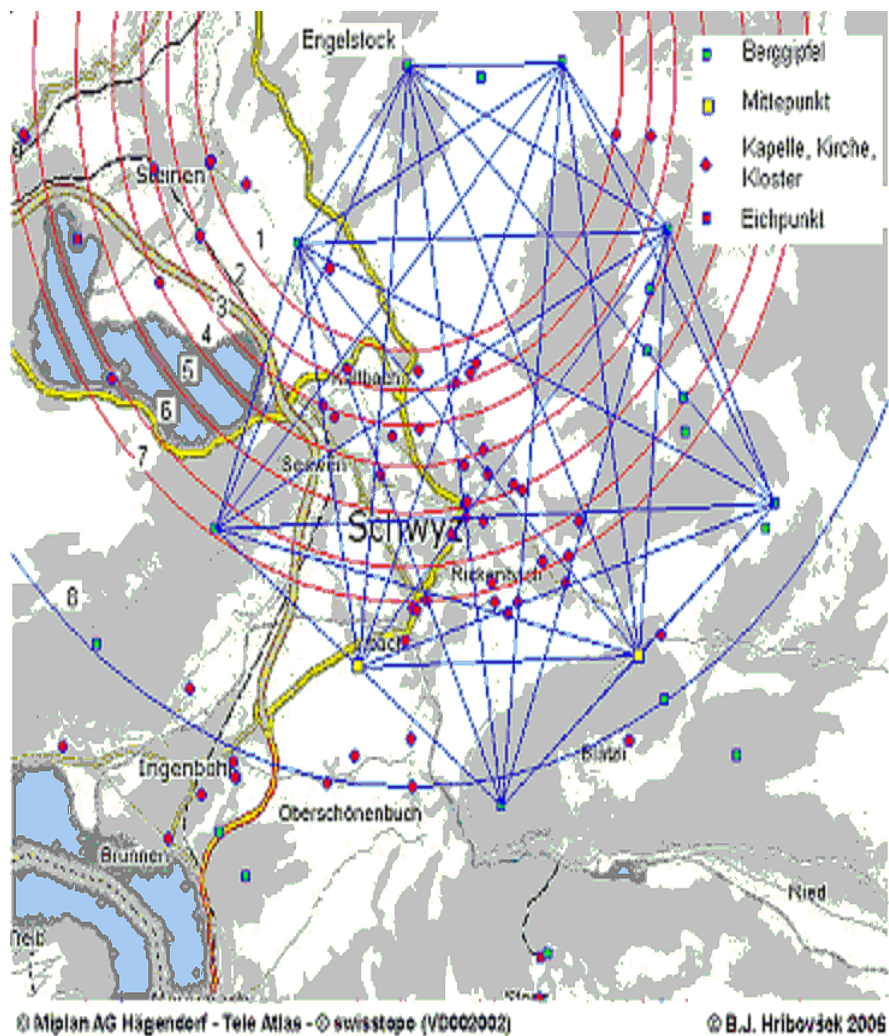 Engelstock
Berggipfel
Mittepunkt
Kapelle, Kirche,
Kloster
Eichpunkt
Steinen
1
2
3
4
5
6
7
Seewen
Schwyz
Rickenbach
8
Blätzi
Ingenbohl
Oberschönenbuch
Brunnen
Ried
© Miplan AG Hägendorf - Tele Atlas - © swisstopo (VD002002)
© B.J. Hribovšek 2006